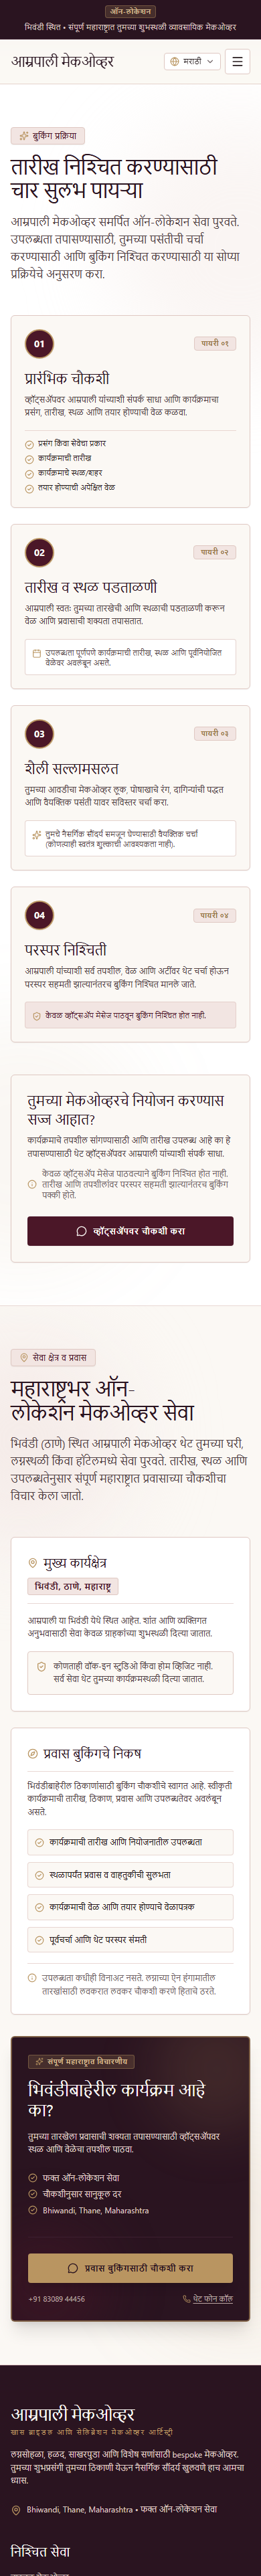 ऑन-लोकेशन
भिवंडी स्थित • संपूर्ण महाराष्ट्रात तुमच्या शुभस्थळी व्यावसायिक मेकओव्हर
आम्रपाली मेकओव्हर
मराठी
बुकिंग प्रक्रिया
तारीख निश्चित करण्यासाठी
चार सुलभ पायऱ्या
आम्रपाली मेकओव्हर समर्पित ऑन-लोकेशन सेवा पुरवते.
उपलब्धता तपासण्यासाठी, तुमच्या पसंतीची चर्चा
करण्यासाठी आणि बुकिंग निश्चित करण्यासाठी या सोप्या
प्रक्रियेचे अनुसरण करा.
01
पायरी ०१
प्रारंभिक चौकशी
व्हॉट्सॲपवर आम्रपाली यांच्याशी संपर्क साधा आणि कार्यक्रमाचा
प्रसंग, तारीख, स्थळ आणि तयार होण्याची वेळ कळवा.
प्रसंग किंवा सेवेचा प्रकार
कार्यक्रमाची तारीख
कार्यक्रमाचे स्थळ/शहर
तयार होण्याची अपेक्षित वेळ
02
पायरी ०२
तारीख व स्थळ पडताळणी
आम्रपाली स्वतः तुमच्या तारखेची आणि स्थळाची पडताळणी करून
वेळ आणि प्रवासाची शक्यता तपासतात.
उपलब्धता पूर्णपणे कार्यक्रमाची तारीख, स्थळ आणि पूर्वनियोजित
वेळेवर अवलंबून असते.
03
पायरी ०३
शैली सल्लामसलत
तुमच्या आवडीचा मेकओव्हर लूक, पोषाखाचे रंग, दागिन्यांची पद्धत
आणि वैयक्तिक पसंती यावर सविस्तर चर्चा करा.
तुमचे नैसर्गिक सौंदर्य समजून घेण्यासाठी वैयक्तिक चर्चा
(कोणत्याही स्वतंत्र शुल्काची आवश्यकता नाही).
04
पायरी ०४
परस्पर निश्चिती
आम्रपाली यांच्याशी सर्व तपशील, वेळ आणि अटींवर थेट चर्चा होऊन
परस्पर सहमती झाल्यानंतरच बुकिंग निश्चित मानले जाते.
केवळ व्हॉट्सॲप मेसेज पाठवून बुकिंग निश्चित होत नाही.
तुमच्या मेकओव्हरचे नियोजन करण्यास
सज्ज आहात?
कार्यक्रमाचे तपशील सांगण्यासाठी आणि तारीख उपलब्ध आहे का हे
तपासण्यासाठी थेट व्हॉट्सॲपवर आम्रपाली यांच्याशी संपर्क साधा.
केवळ व्हॉट्सॲप मेसेज पाठवल्याने बुकिंग निश्चित होत नाही.
तारीख आणि तपशीलांवर परस्पर सहमती झाल्यानंतरच बुकिंग
पक्की होते.
व्हॉट्सॲपवर चौकशी करा
सेवा क्षेत्र व प्रवास
महाराष्ट्रभर ऑन-
लोकेशन मेकओव्हर सेवा
भिवंडी (ठाणे) स्थित आम्रपाली मेकओव्हर थेट तुमच्या घरी,
लग्नस्थळी किंवा हॉटेलमध्ये सेवा पुरवते. तारीख, स्थळ आणि
उपलब्धतेनुसार संपूर्ण महाराष्ट्रात प्रवासाच्या चौकशीचा
विचार केला जातो.
मुख्य कार्यक्षेत्र
भिवंडी, ठाणे, महाराष्ट्र
आम्रपाली या भिवंडी येथे स्थित आहेत. शांत आणि व्यक्तिगत
अनुभवासाठी सेवा केवळ ग्राहकांच्या शुभस्थळी दिल्या जातात.
कोणताही वॉक-इन स्टुडिओ किंवा होम व्हिजिट नाही.
सर्व सेवा थेट तुमच्या कार्यक्रमस्थळी दिल्या जातात.
प्रवास बुकिंगचे निकष
भिवंडीबाहेरील ठिकाणांसाठी बुकिंग चौकशीचे स्वागत आहे. स्वीकृती
कार्यक्रमाची तारीख, ठिकाण, प्रवास आणि उपलब्धतेवर अवलंबून
असते.
कार्यक्रमाची तारीख आणि नियोजनातील उपलब्धता
स्थळापर्यंत प्रवास व वाहतुकीची सुलभता
कार्यक्रमाची वेळ आणि तयार होण्याचे वेळापत्रक
पूर्वचर्चा आणि थेट परस्पर संमती
उपलब्धता कधीही विनाअट नसते. लग्नाच्या ऐन हंगामातील
तारखांसाठी लवकरात लवकर चौकशी करणे हिताचे ठरते.
संपूर्ण महाराष्ट्रात विचारणीय
भिवंडीबाहेरील कार्यक्रम आहे
का?
तुमच्या तारखेला प्रवासाची शक्यता तपासण्यासाठी व्हॉट्सॲपवर
स्थळ आणि वेळेचा तपशील पाठवा.
फक्त ऑन-लोकेशन सेवा
चौकशीनुसार सानुकूल दर
Bhiwandi, Thane, Maharashtra
प्रवास बुकिंगसाठी चौकशी करा
+91 83089 44456
थेट फोन कॉल
आम्रपाली मेकओव्हर
खास ब्राइडल आणि सेलिब्रेशन मेकओव्हर आर्टिस्ट्री
लग्नसोहळा, हळद, साखरपुडा आणि विशेष सणांसाठी bespoke मेकओव्हर.
तुमच्या शुभप्रसंगी तुमच्या ठिकाणी येऊन नैसर्गिक सौंदर्य खुलवणे हाच आमचा
ध्यास.
Bhiwandi, Thane, Maharashtra • फक्त ऑन-लोकेशन सेवा
निश्चित सेवा